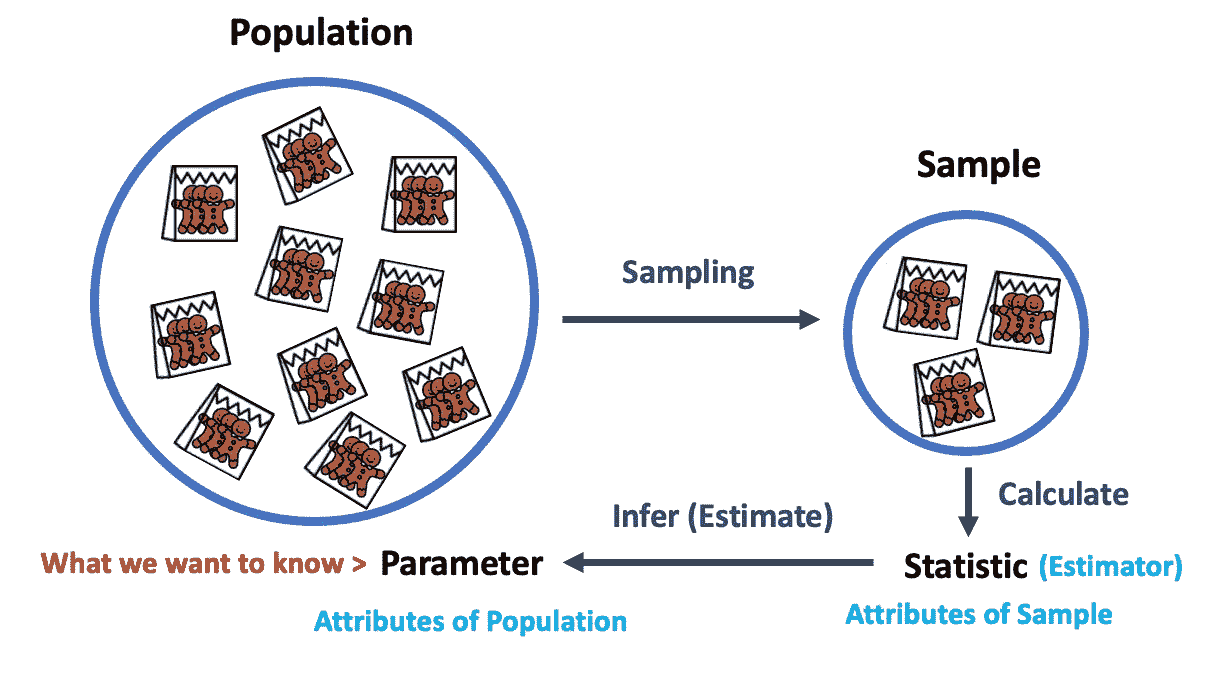 Population
Sample
Sampling
Calculate
Infer (Estimate)
What we want to know > Parameter
Statistic (Estimator)
Attributes of Population
Attributes of Sample